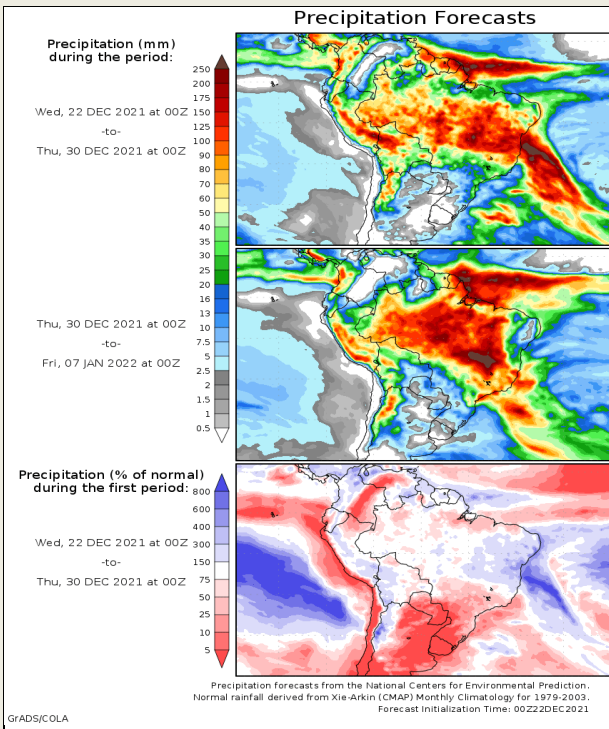 Precipitation Forecasts
Precipitation (mm)
during the period:
Wed, 22 DEC 2021 at 00Z
-to-
Thu, 30 DEC 2021 at 00Z
250
200
175
150
125
100
90
80
70
60
50
40
35
30
25
20
16
13
10
7.5
5
2.5
2
1.5
1
0.5
Thu, 30 DEC 2021 at 00Z
-to-
Fri, 07 JAN 2022 at 00Z
Precipitation (% of normal)
during the first period:
Wed, 22 DEC 2021 at 00Z
-to-
Thu, 30 DEC 2021 at 00Z
800
600
400
300
150
75
50
25
10
5
Precipitation forecasts from the National Centers for Environmental Prediction.
Normal rainfall derived from Xie-Arkin (CMAP) Monthly Climatology for 1979-2003.
Forecast Initialization Time: 00Z22DEC2021
GrADS/COLA